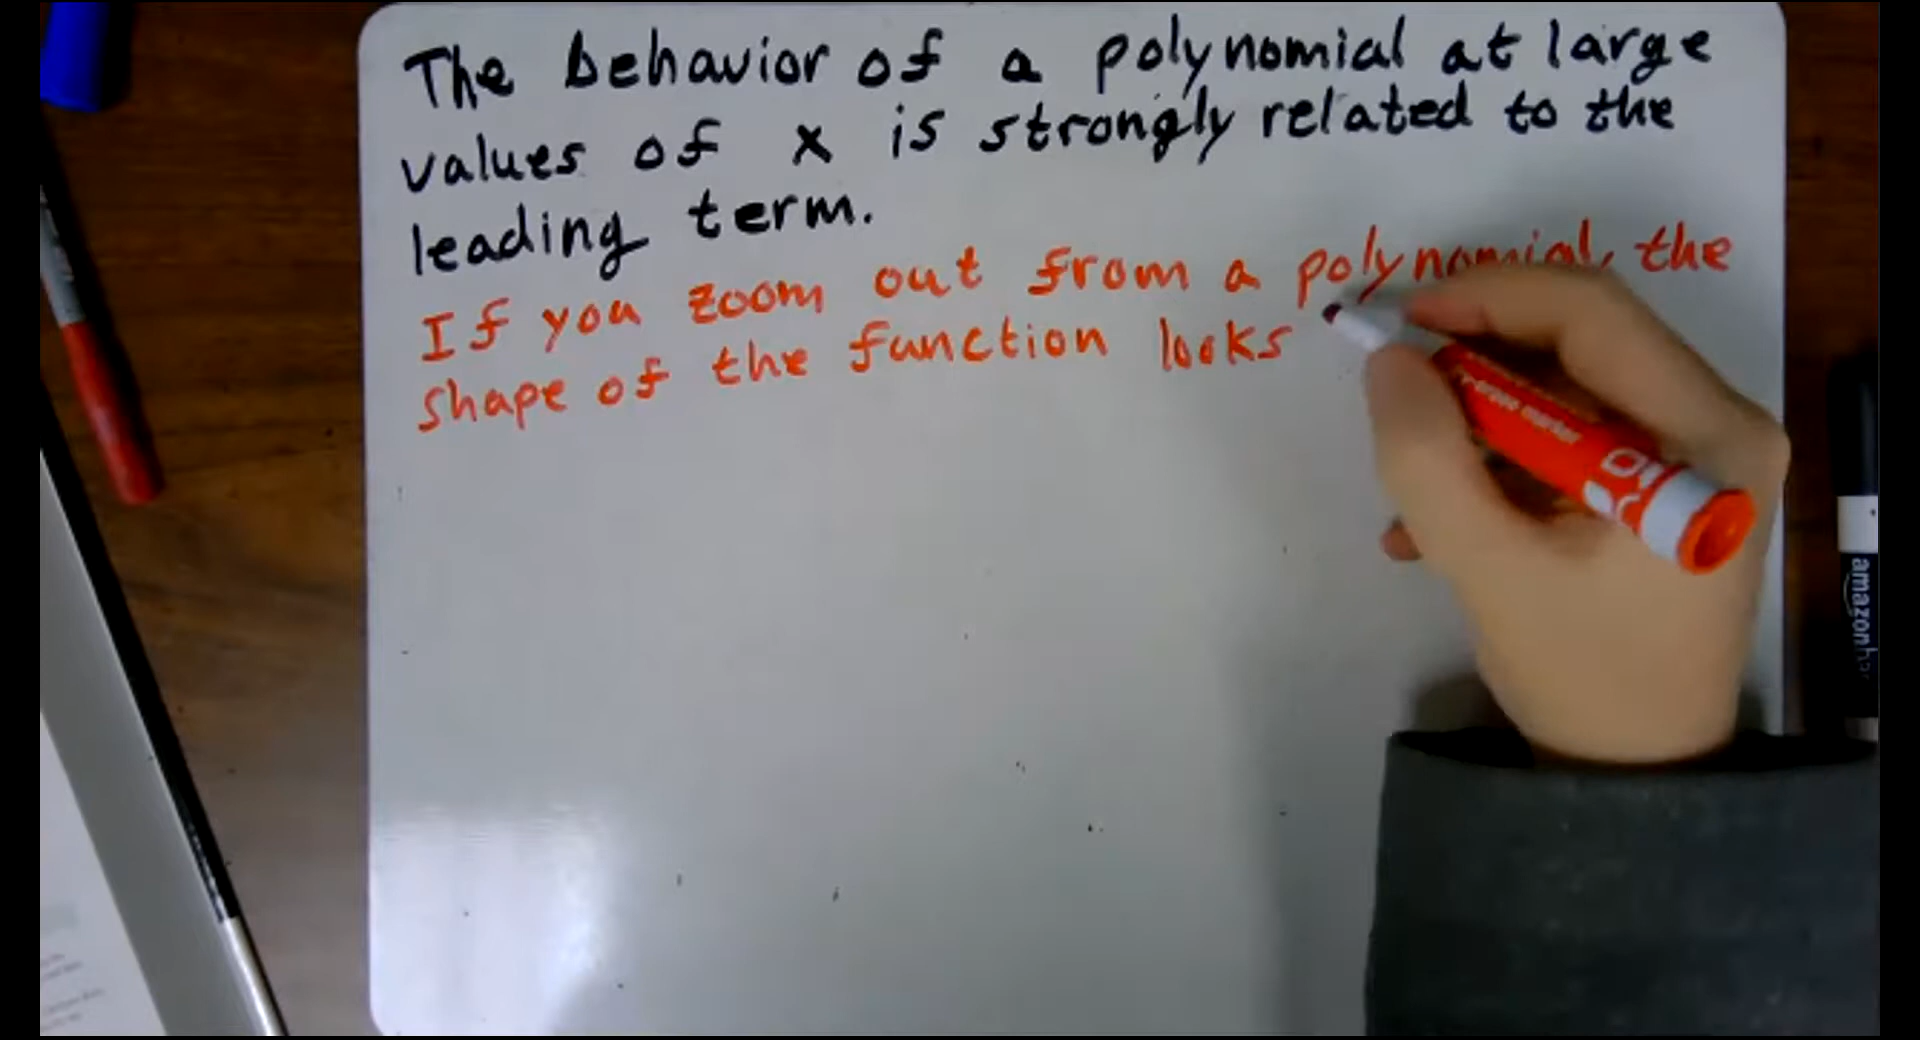 The behavior of a polynomial at large
values of x is strongly related to the
leading term.
If you zoom out from a polynomial, the
shape of the function looks
amazon